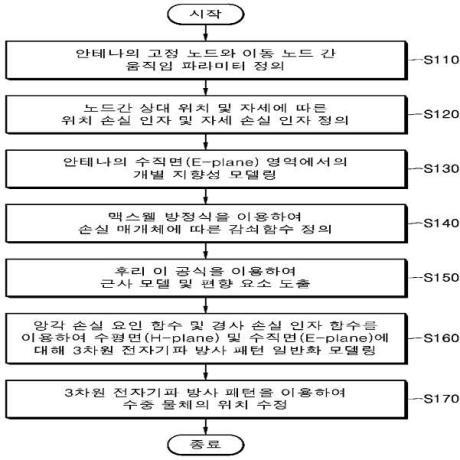 시작
안테나의 고정 노드와 이동 노드 간
움직임 파라미터 정의
S110
노드간 상대 위치 및 자세에 따른
위치 손실 인자 및 자세 손실 인자 정의
S120
안테나의 수직면(E-plane) 영역에서의
개별 지향성 모델링
S130
맥스웰 방정식을 이용하여
손실 매개체에 따른 감쇠함수 정의
S140
후리 이 공식을 이용하여
근사 모델 및 편향 요소 도출
S150
앙각 손실 요인 함수 및 경사 손실 인자 함수를
이용하여 수평면(H-plane) 및 수직면(E-plane)에
대해 3차원 전자기파 방사 패턴 일반화 모델링
S160
3차원 전자기파 방사 패턴을 이용하여
수중 물체의 위치 수정
S170
종료